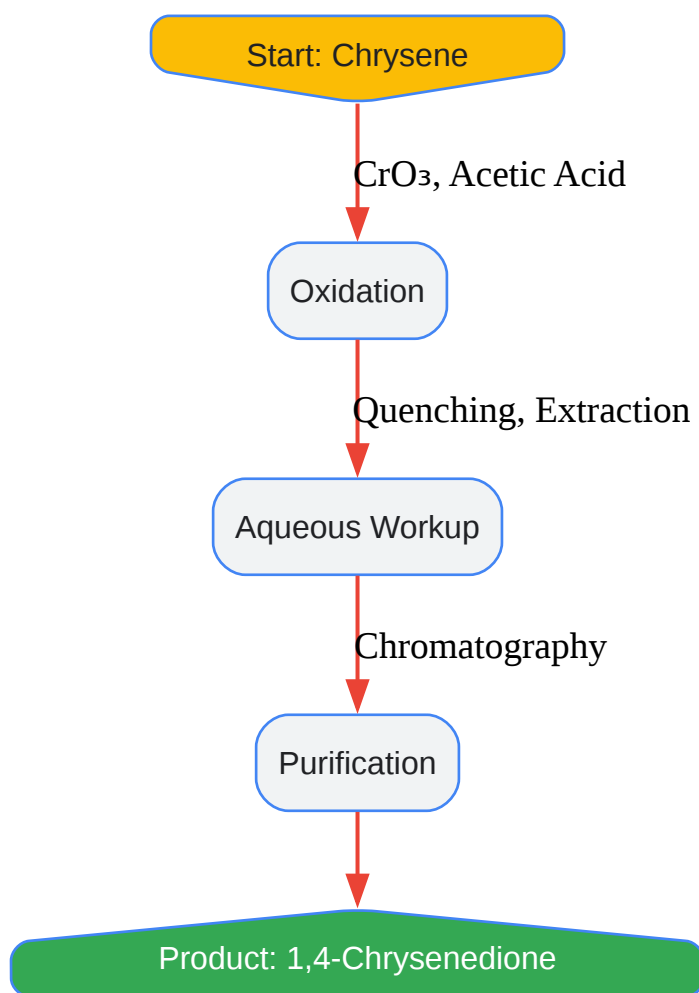 Start: Chrysene
CrO₃, Acetic Acid
Oxidation
Quenching, Extraction
Aqueous Workup
Chromatography
Purification
Product: 1,4-Chrysenedione